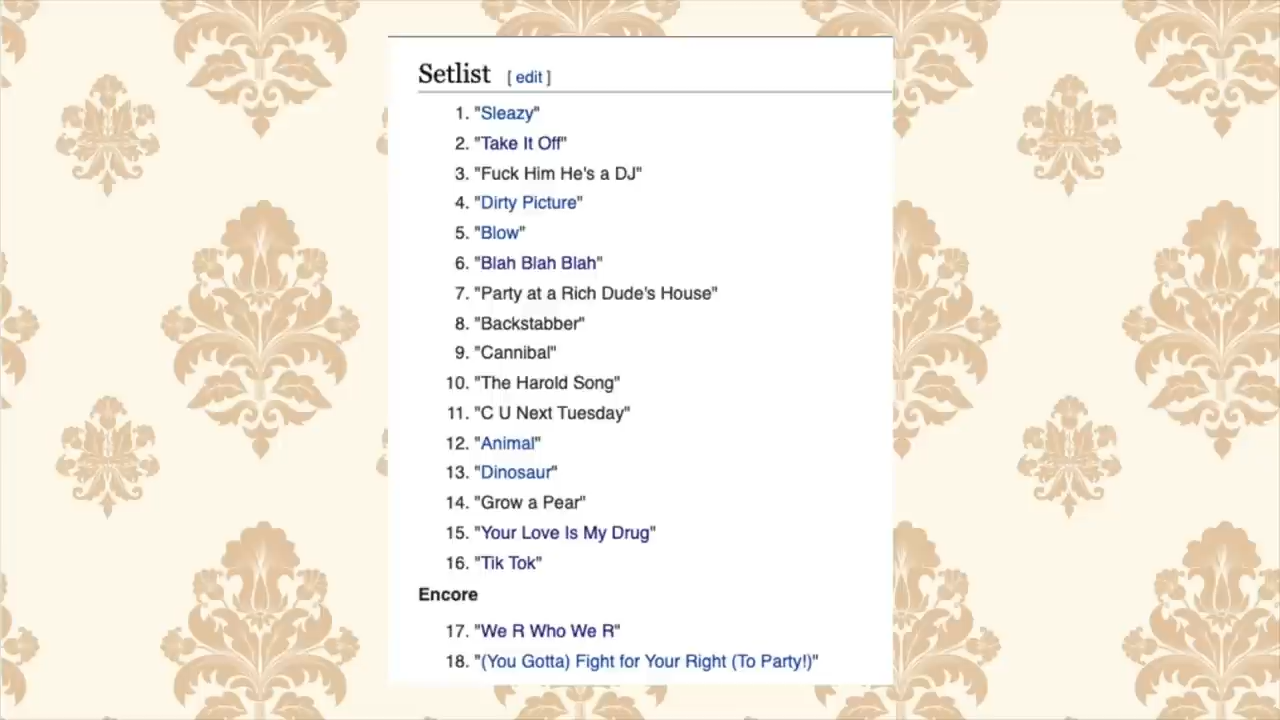 Setlist [ edit ]
1. "Sleazy"
2. "Take It Off"
3. "Fuck Him He's a DJ"
4. "Dirty Picture"
5. "Blow"
6. "Blah Blah Blah"
7. "Party at a Rich Dude's House"
8. "Backstabber"
9. "Cannibal"
10. "The Harold Song"
11. "C U Next Tuesday"
12. "Animal"
13. "Dinosaur"
14. "Grow a Pear"
15. "Your Love Is My Drug"
16. "Tik Tok"
Encore
17. "We R Who We R"
18. "(You Gotta) Fight for Your Right (To Party!)"